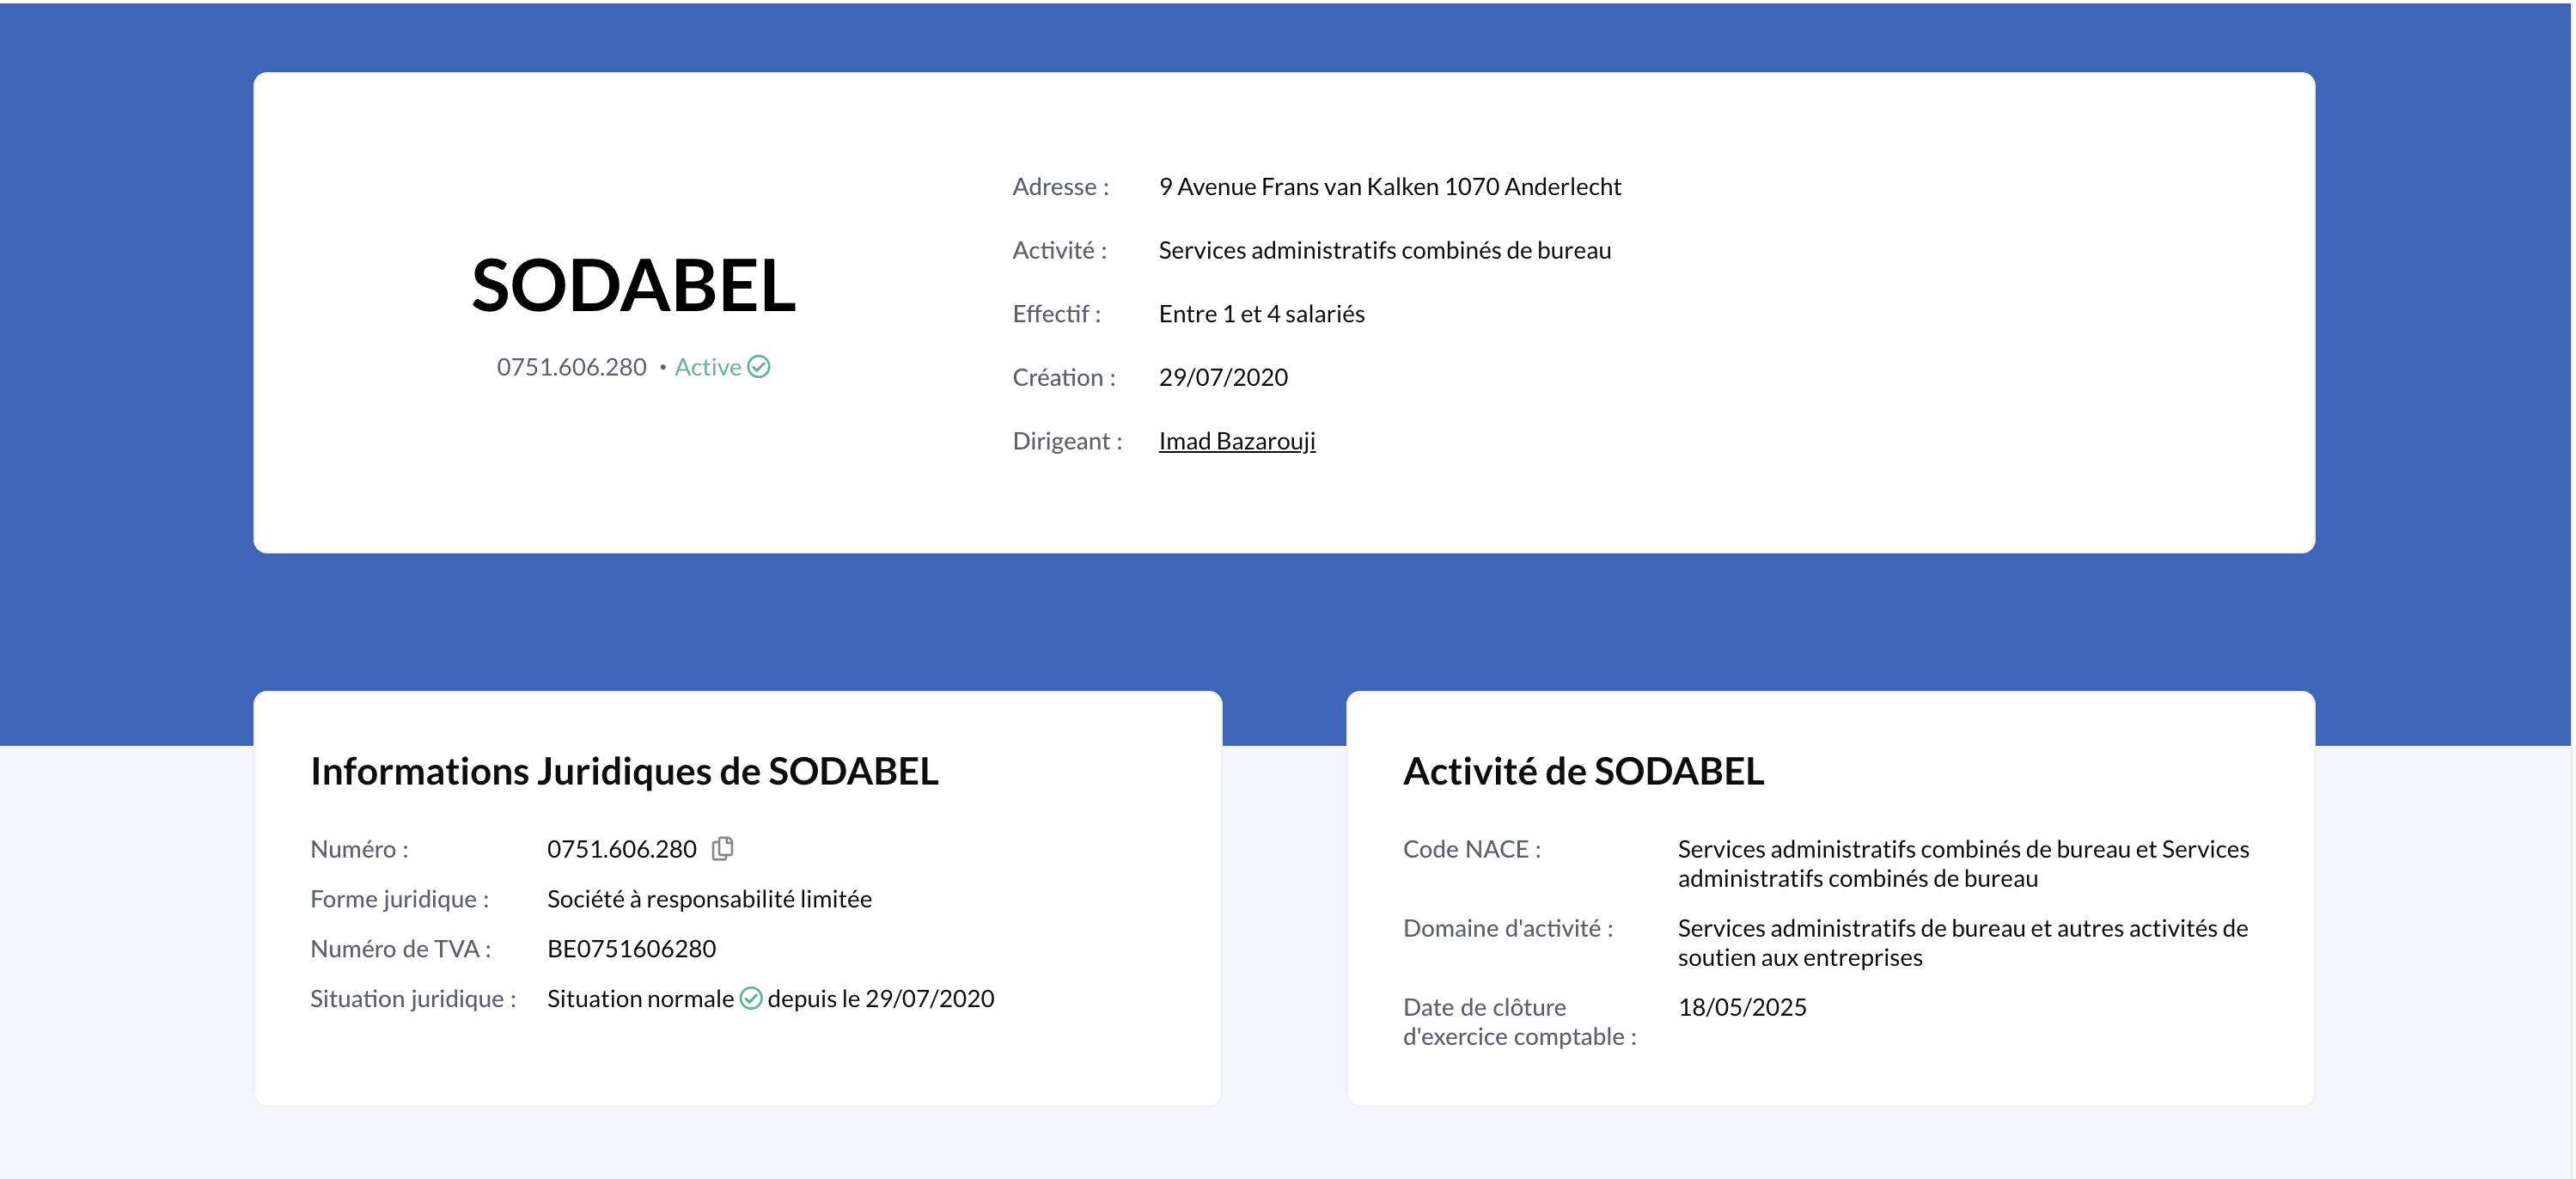 SODABEL
0751.606.280 • Active
Adresse : 9 Avenue Frans van Kalken 1070 Anderlecht
Activité : Services administratifs combinés de bureau
Effectif : Entre 1 et 4 salariés
Création : 29/07/2020
Dirigeant : Imad Bazarouji
Informations Juridiques de SODABEL
Numéro : 0751.606.280
Forme juridique : Société à responsabilité limitée
Numéro de TVA : BE0751606280
Situation juridique : Situation normale depuis le 29/07/2020
Activité de SODABEL
Code NACE : Services administratifs combinés de bureau et Services
administratifs combinés de bureau
Domaine d'activité : Services administratifs de bureau et autres activités de
soutien aux entreprises
Date de clôture 18/05/2025
d'exercice comptable :